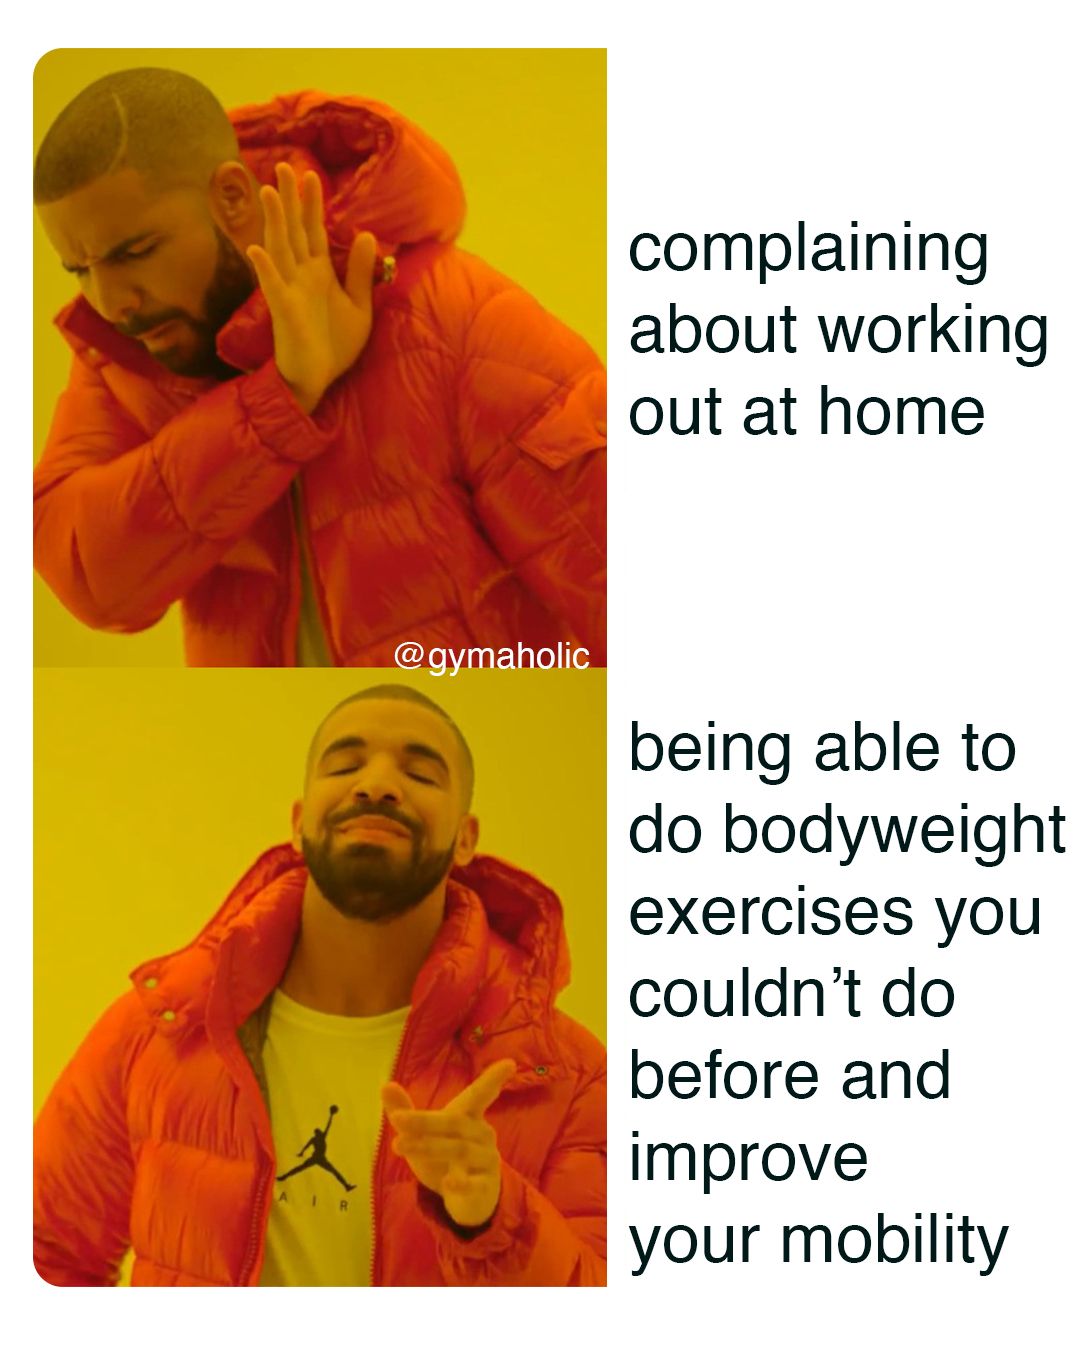 complaining
about working
out at home
@gymaholic
being able to
do bodyweight
exercises you
couldn’t do
before and
improve
your mobility
AIR